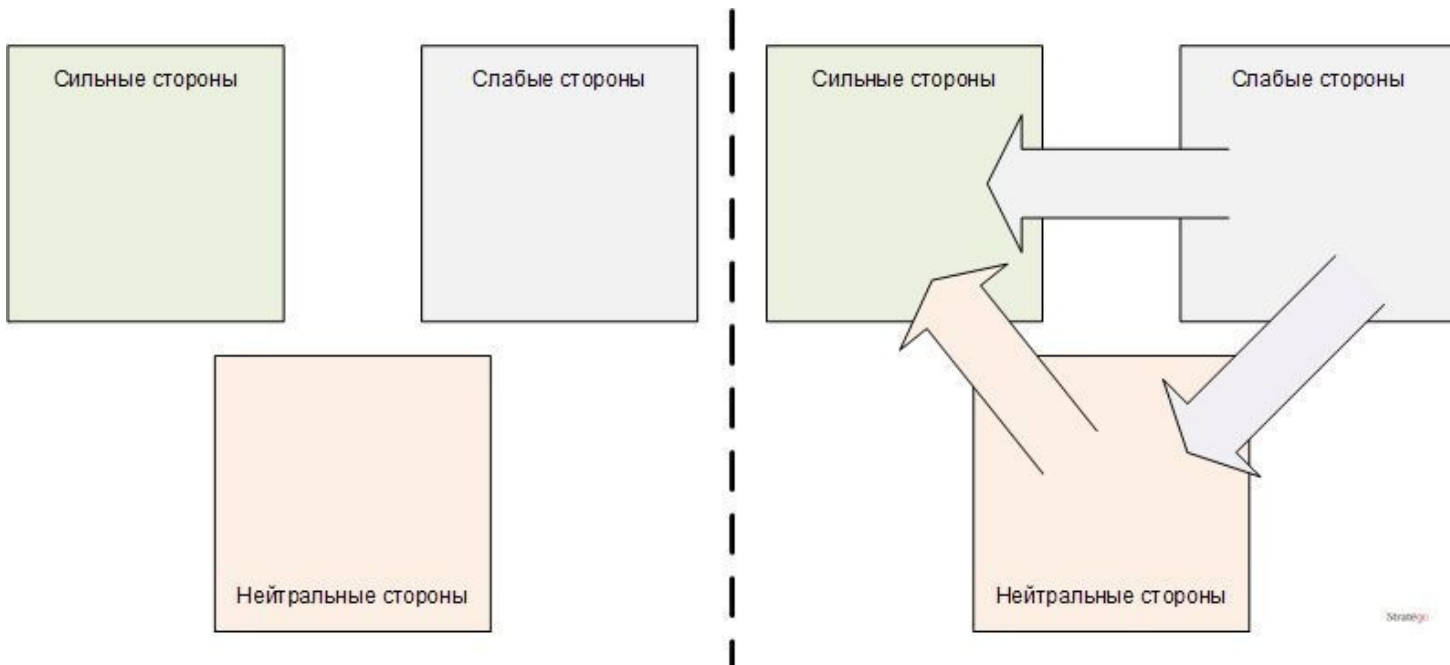 Сильные стороны
Слабые стороны
Нейтральные стороны
Сильные стороны
Слабые стороны
Нейтральные стороны
Stratego